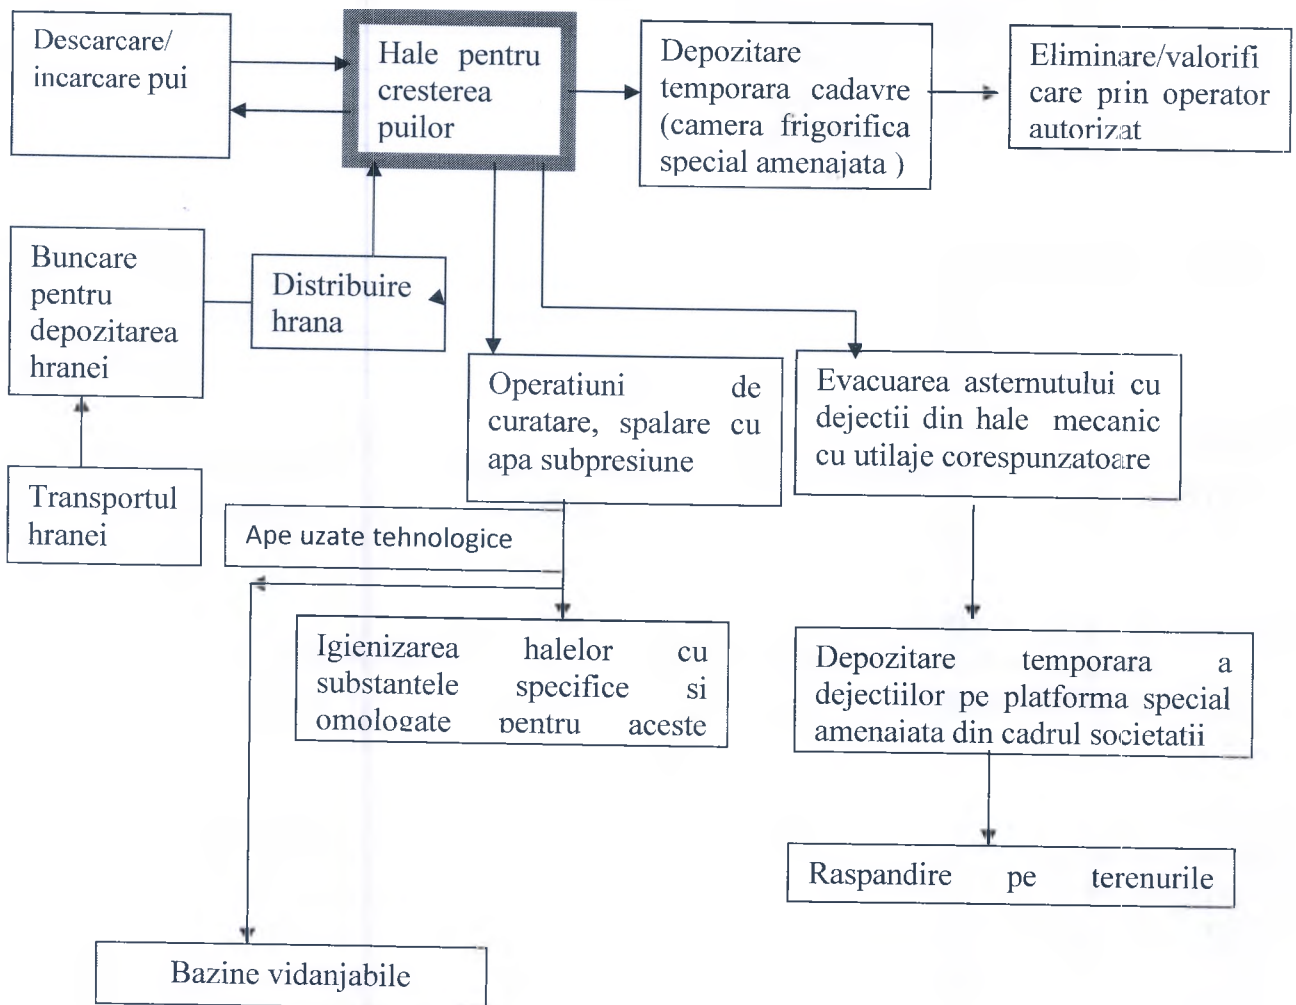 Descarcare/
incarcare pui
Hale pentru
cresterea
puilor
Depozitare
temporara cadavre
(camera frigorifica
special amenajata )
Eliminare/valorifi
care prin operator
autorizat
Buncare
pentru
depozitarea
hranei
Distribuire
hrana
Transportul
hranei
Operatiuni de
curatare, spalare cu
apa subpresiune
Evacuarea asternutului cu
dejectii din hale mecanic
cu utilaje corespunzatoare
Ape uzate tehnologice
Igienizarea halelor cu
substantele specifice si
omologate pentru aceste
Depozitare temporara a
dejectiilor pe platforma special
amenajata din cadrul societatii
Raspandire pe terenurile
Bazine vidanjabile